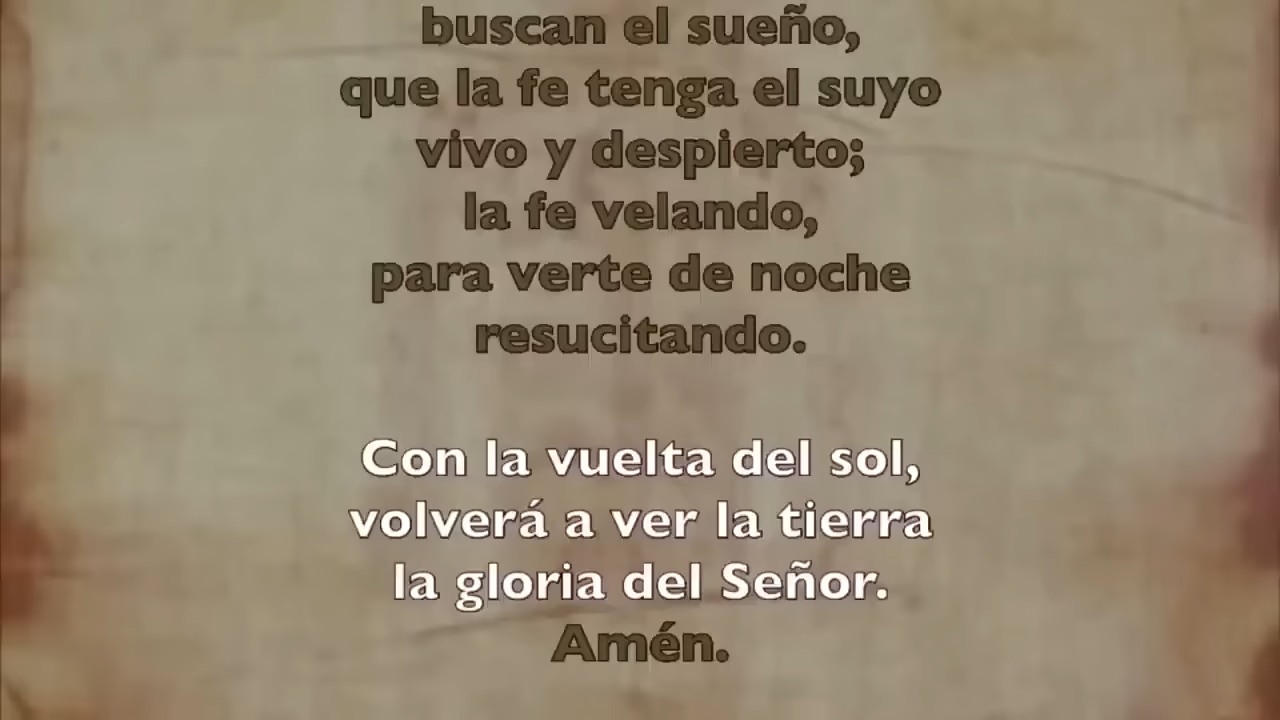 buscan el sueño,
que la fe tenga el suyo
vivo y despierto;
la fe velando,
para verte de noche
resucitando.
Con la vuelta del sol,
volverá a ver la tierra
la gloria del Señor.
Amén.